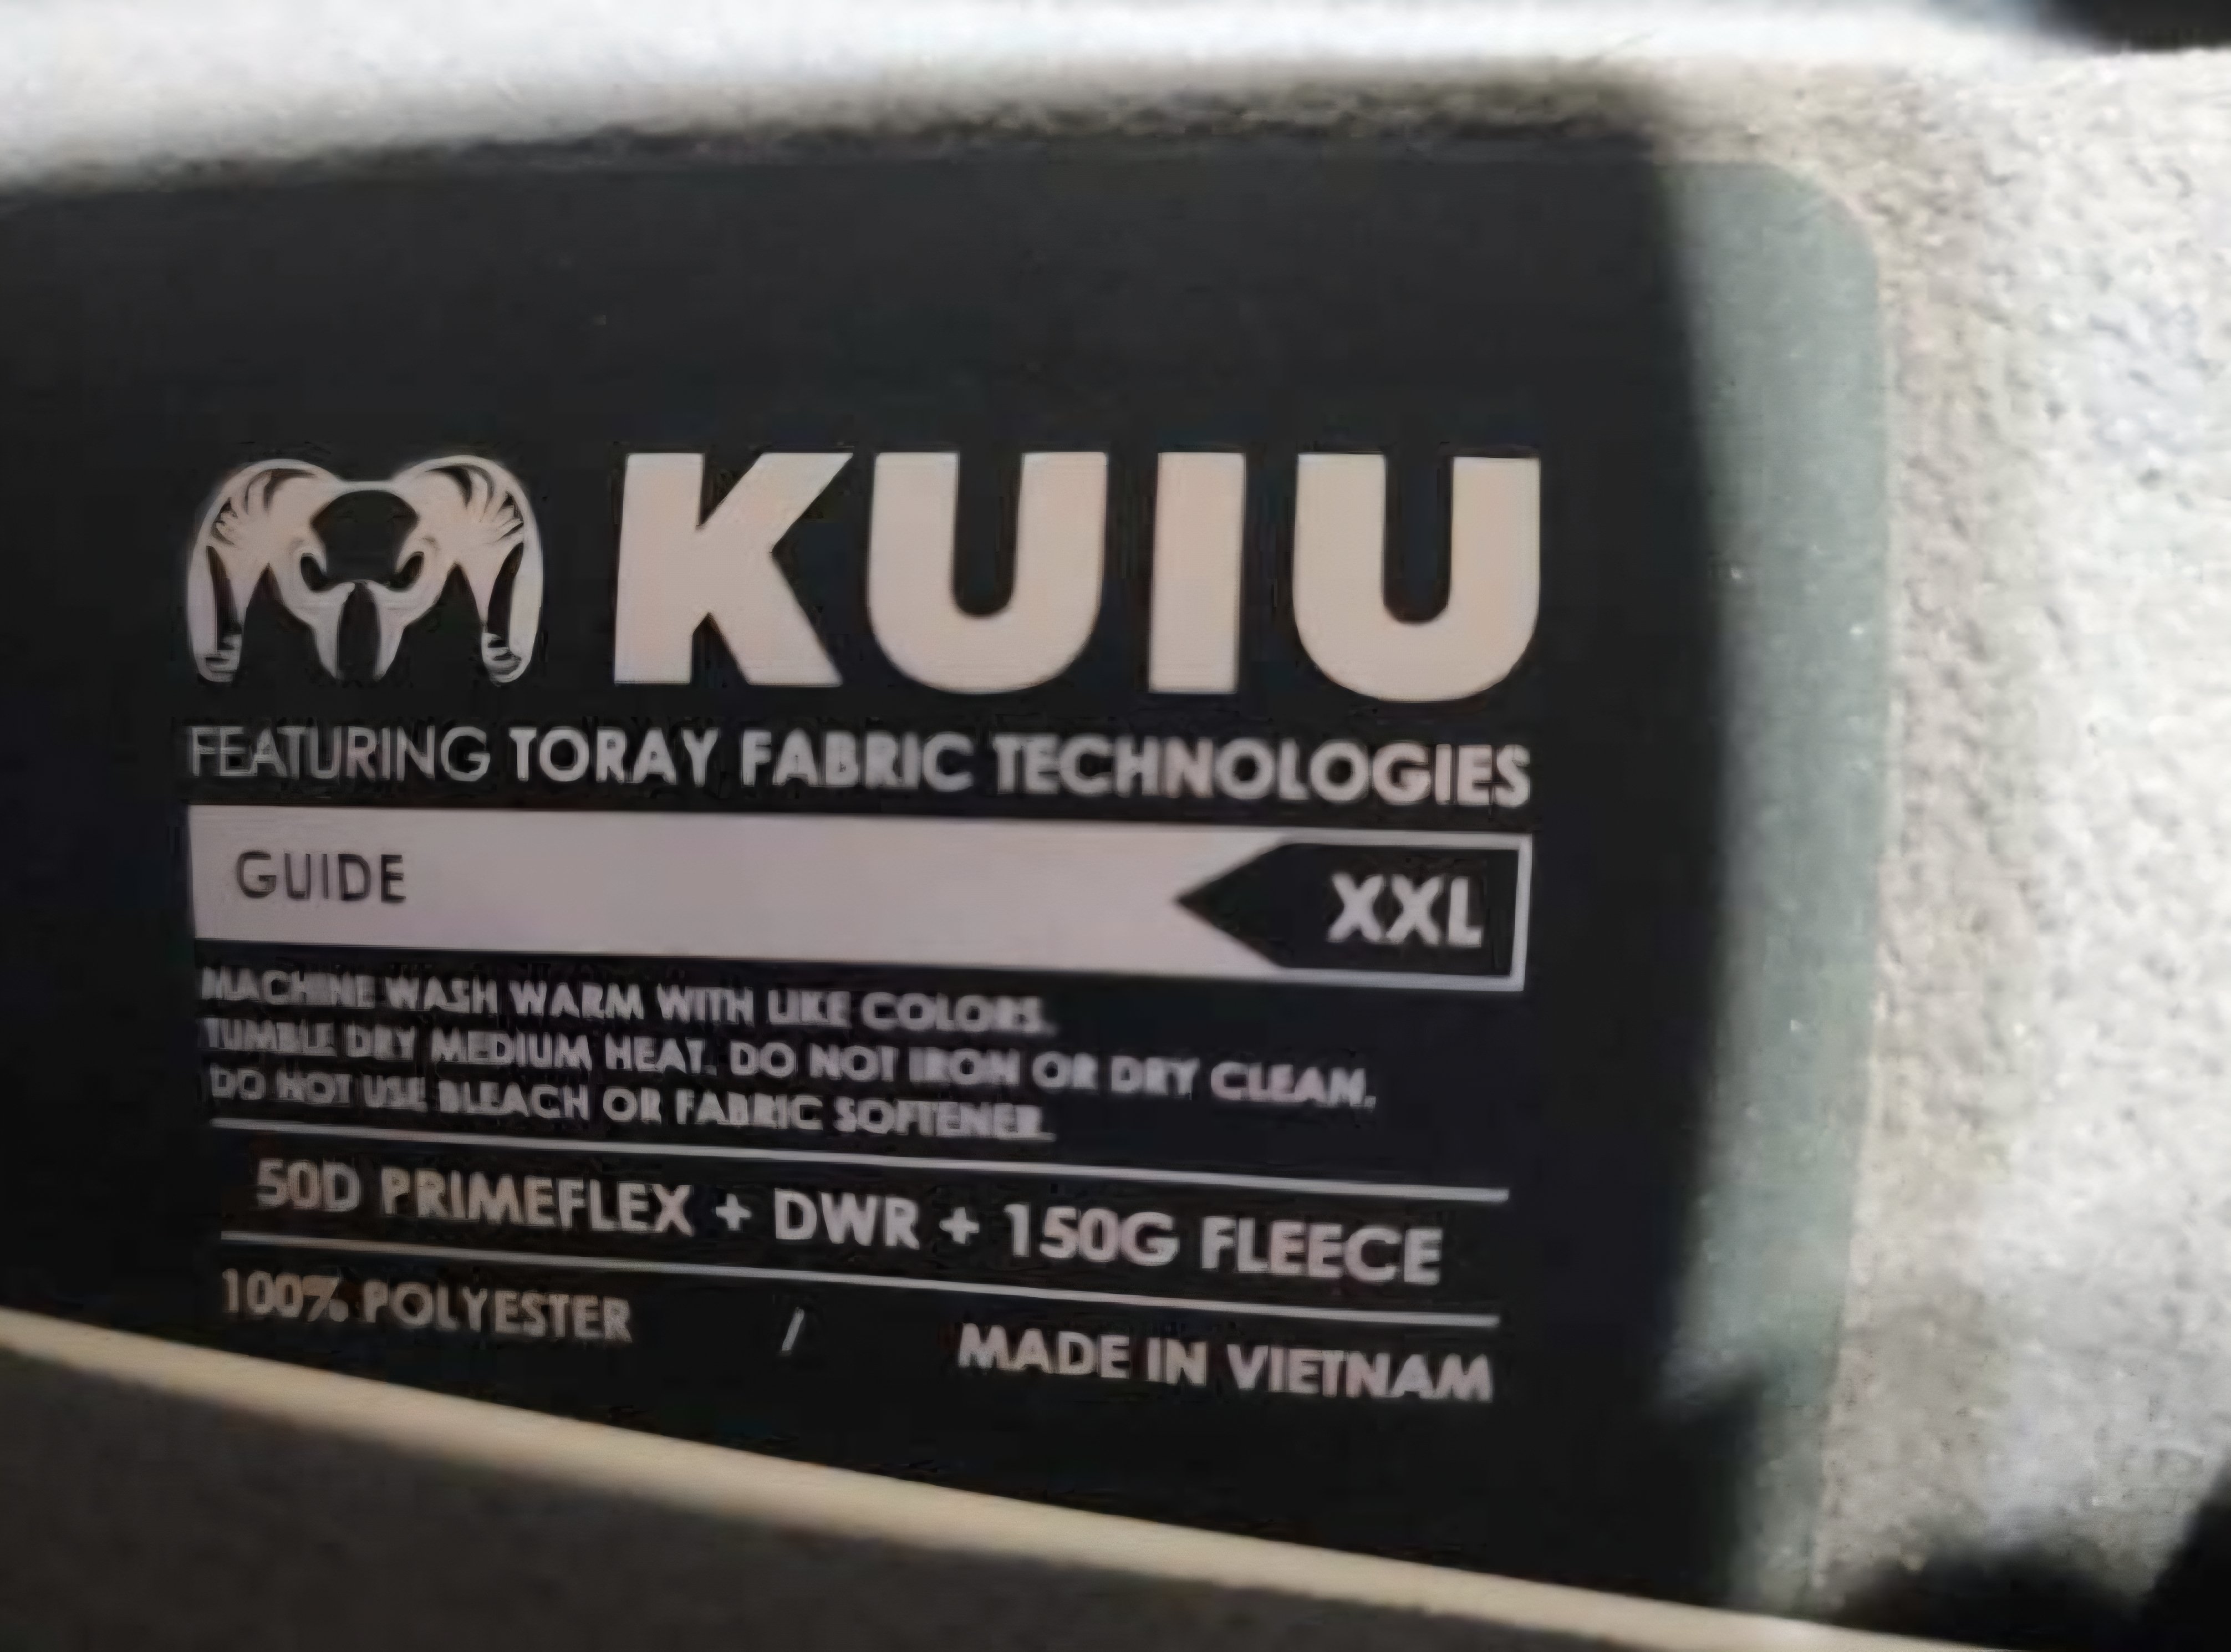 KUIU
FEATURING TORAY FABRIC TECHNOLOGIES
GUIDE XXL
MACHINE WASH WARM WITH LIKE COLORS.
TUMBLE DRY MEDIUM HEAT. DO NOT IRON OR DRY CLEAN.
DO NOT USE BLEACH OR FABRIC SOFTENER.
50D PRIMEFLEX + DWR + 150G FLEECE
100% POLYESTER / MADE IN VIETNAM